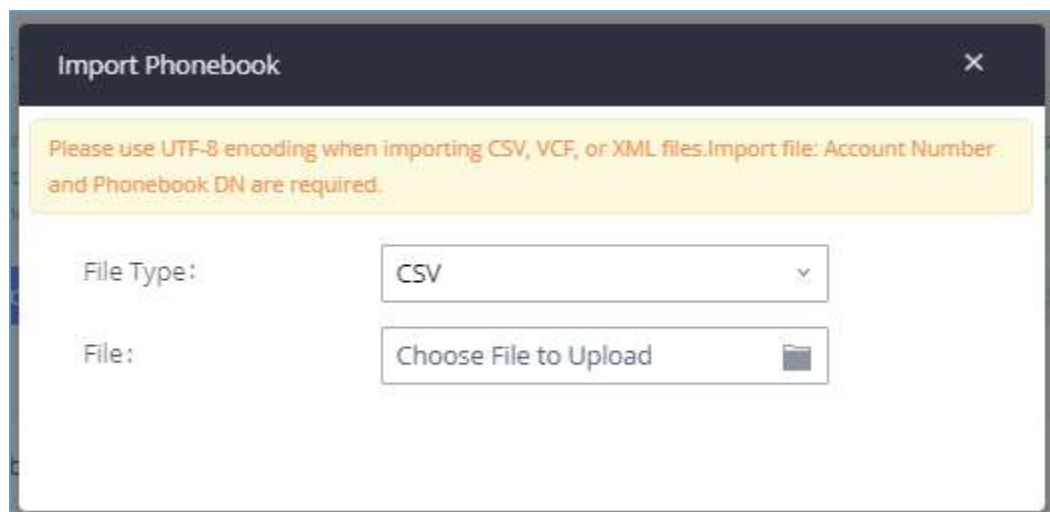 Import Phonebook
Please use UTF-8 encoding when importing CSV, VCF, or XML files.Import file: Account Number
and Phonebook DN are required.
File Type:
CSV
File:
Choose File to Upload